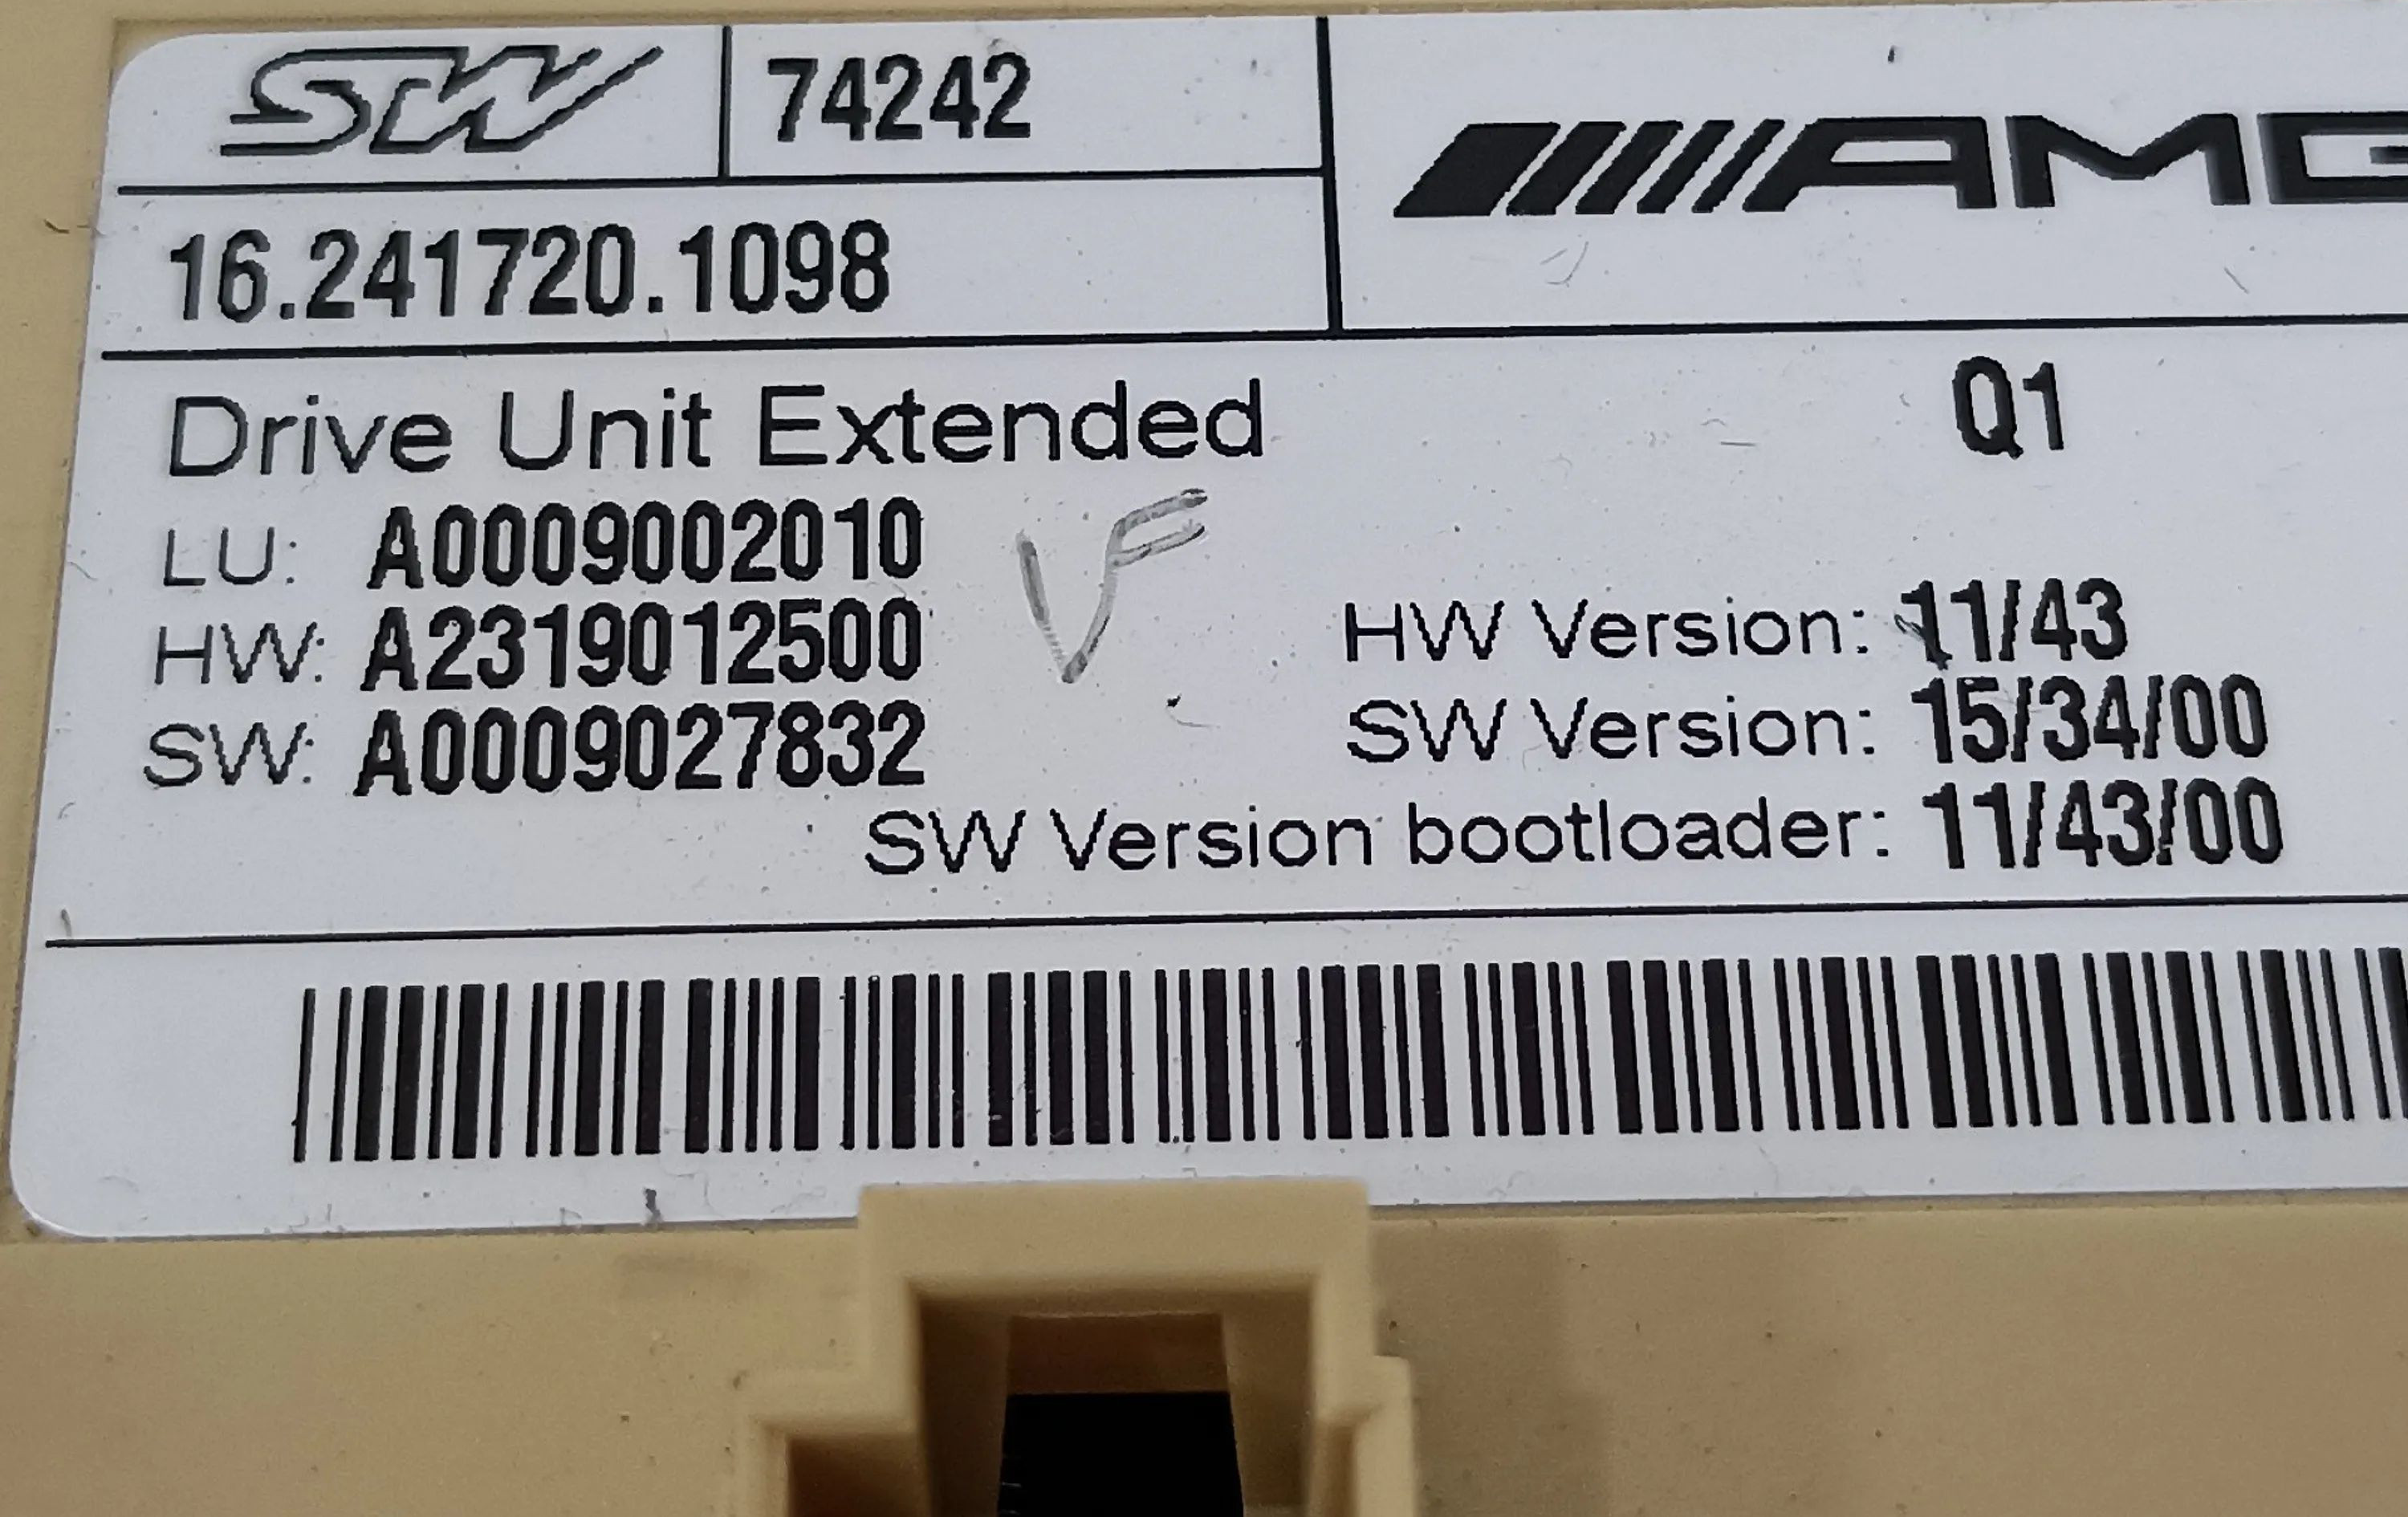 SW 74242
AMG
16.241720.1098
Drive Unit Extended Q1
LU: A0009002010
HW: A2319012500 HW Version: 11/43
SW: A0009027832 SW Version: 15/34/00
SW Version bootloader: 11/43/00
VF